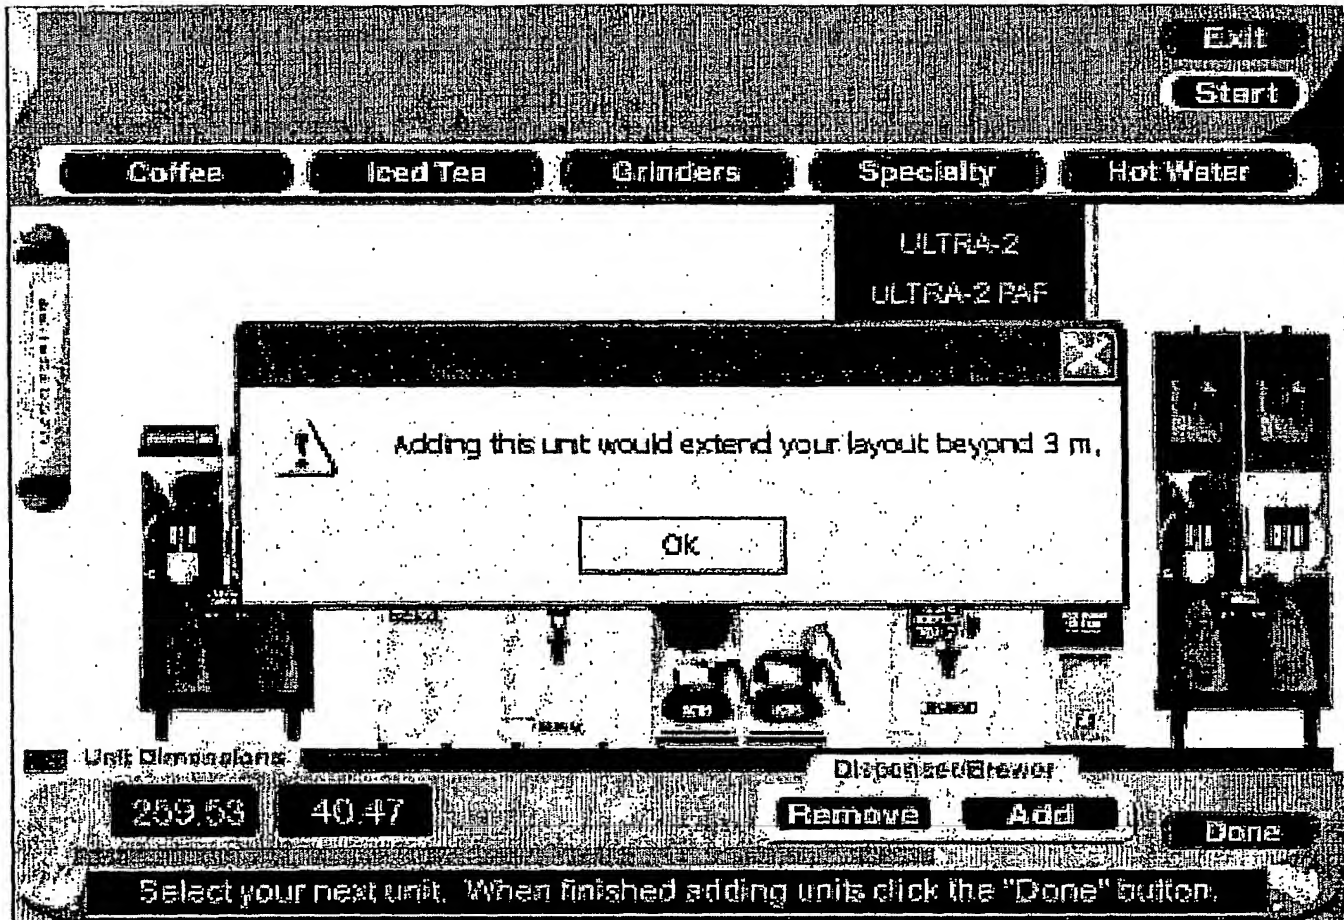 Exit
Start
Coffee
Iced Tea
Grinders
Specialty
Hot Water
ULTRA-2
ULTRA-2 PAF
Adding this unit would extend your layout beyond 3 m.
OK
Unit Dimensions
Dispenser/Brewer
259.53
40.47
Remove
Add
Done
Select your next unit. When finished adding units click the "Done" button.